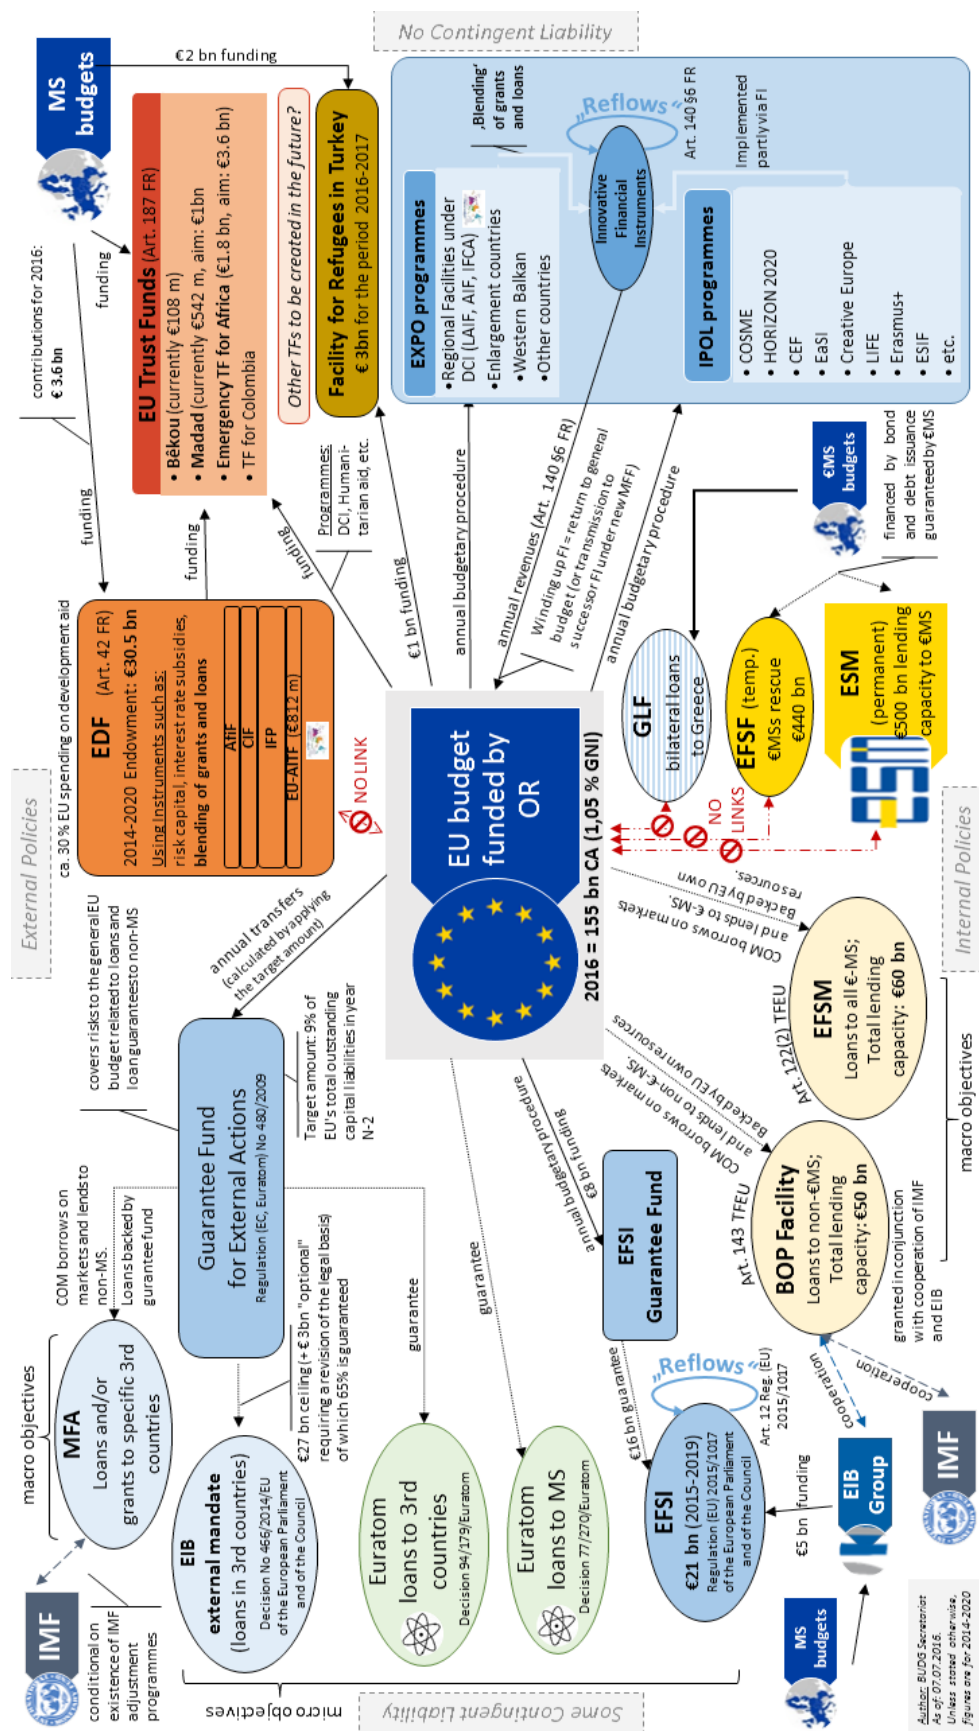 External Policies
No Contingent Liability
Internal Policies
Some Contingent Liability
macro objectives
micro objectives
macro objectives
IMF
conditional on
existence of IMF
adjustment
programmes
MFA
Loans and/or
grants to specific 3rd
countries
COM borrows on
markets and lends to
non-MS.
Loans backed by
gurantee fund
covers risks to the general EU
budget related to loans and
loan guarantees to non-MS
Guarantee Fund
for External Actions
Regulation (EC, Euratom) No 480/2009
Target amount: 9% of
EU's total outstanding
capital liabilities in year
N-2
annual transfers
(calculated by applying
the target amount)
EIB
external mandate
(loans in 3rd countries)
Decision No 466/2014/EU
of the European Parliament
and of the Council
€27 bn ceiling (+ €3bn "optional"
requiring a revision of the legal basis)
of which 65% is guaranteed
guarantee
Euratom
loans to 3rd
countries
Decision 94/179/Euratom
guarantee
Euratom
loans to MS
Decision 77/270/Euratom
annual budgetary procedure
€8 bn funding
EFSI
Guarantee Fund
€16 bn guarantee
EFSI
€21 bn (2015-2019)
Regulation (EU) 2015/1017
of the European Parliament
and of the Council
„Reflows“
Art. 12 Reg. (EU)
2015/1017
€5 bn funding
EIB
Group
MS
budgets
cooperation
cooperation
IMF
Author: BUDG Secretariat
As of: 07.07.2016.
Unless stated otherwise,
figures are for 2014-2020
ca. 30 % EU spending on development aid
EDF (Art. 42 FR)
2014-2020 Endowment: €30.5 bn
Using Instruments such as:
risk capital, interest rate subsidies,
blending of grants and loans
AfIF
CIF
IFP
EU-AITF (€812 m)
NO LINK
funding
contributions for 2016:
€ 3.6 bn
funding
MS
budgets
€2 bn funding
funding
EU Trust Funds (Art. 187 FR)
• Bêkou (currently €108 m)
• Madad (currently €542 m, aim: €1bn
• Emergency TF for Africa (€1.8 bn, aim: €3.6 bn)
• TF for Colombia
Other TFs to be created in the future?
Facility for Refugees in Turkey
€ 3bn for the period 2016-2017
funding
Programmes:
DCI, Humani-
tarian aid, etc.
€1 bn funding
annual budgetary procedure
EXPO programmes
• Regional Facilities under
DCI (LAIF, AIF, IFCA)
• Enlargement countries
• Western Balkan
• Other countries
‚Blending‘
of grants
and loans
Innovative
Financial
Instruments
„Reflows“
Art. 140 §6 FR
Implemented
partly via FI
IPOL programmes
• COSME
• HORIZON 2020
• CEF
• EaSI
• Creative Europe
• LIFE
• Erasmus+
• ESIF
• etc.
annual revenues (Art. 140 §6 FR)
Winding up FI = return to general
budget (or transmission to
successor FI under new MFF)
annual budgetary procedure
EU budget
funded by
OR
2016 = 155 bn CA (1,05 % GNI)
NO
LINKS
GLF
bilateral loans
to Greece
EFSF (temp.)
€MSs rescue
€440 bn
ESM
(permanent)
€500 bn lending
capacity to €MS
€MS
budgets
financed by bond
and debt issuance
guaranteed by €MS
COM borrows on markets
and lends to €-MS.
Backed by EU own
resources.
Art. 122(2) TFEU
EFSM
Loans to all €-MS;
Total lending
capacity: €60 bn
COM borrows on markets
and lends to non-€-MS.
Backed by EU own resources
Art. 143 TFEU
BOP Facility
Loans to non-€MS;
Total lending
capacity: €50 bn
granted in conjunction
with cooperation of IMF
and EIB